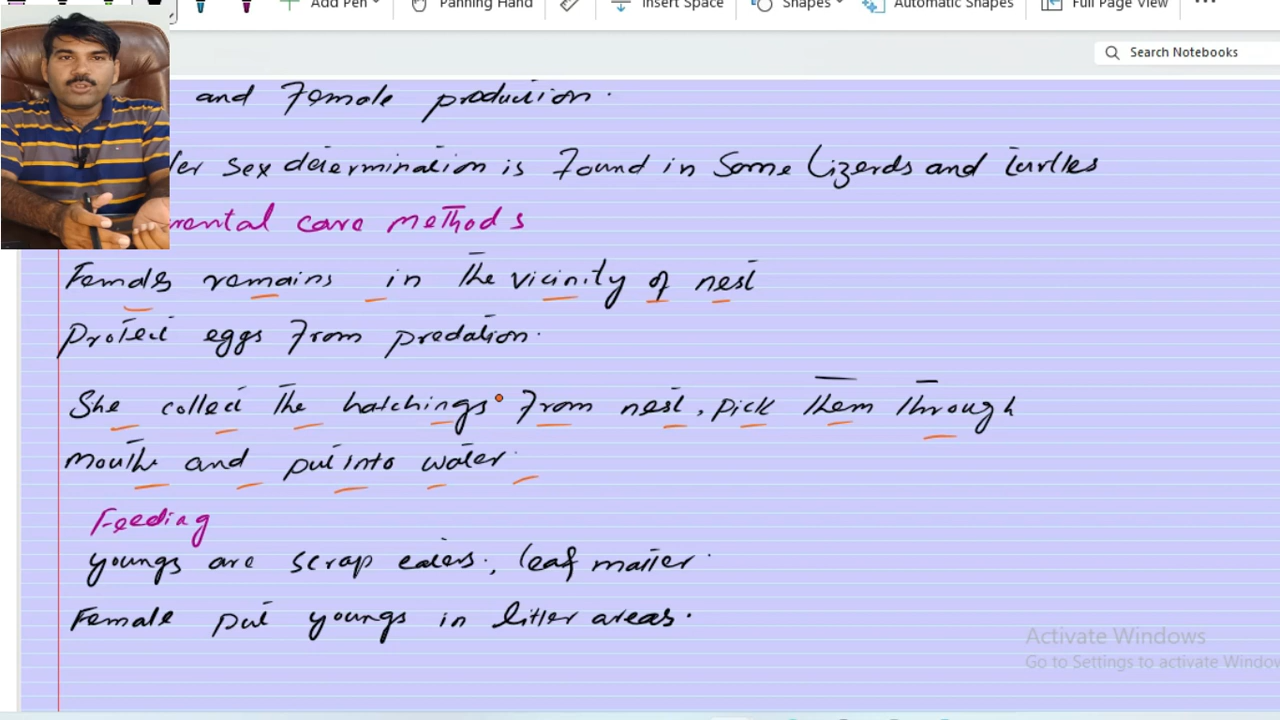 Add Pen
Panning Hand
Insert Space
Shapes
Automatic Shapes
Full Page View
Search Notebooks
and Female production.
sex determination is Found in Some lizerds and turtles
care methods
Females remains in the vicinity of nest
Protect eggs From predation.
She collect the hatchings From nest, pick them through
mouth and put into water.
Feeding
youngs are scrap eaters., leaf matter.
Female put youngs in litter areas.
Activate Windows
Go to Settings to activate Window